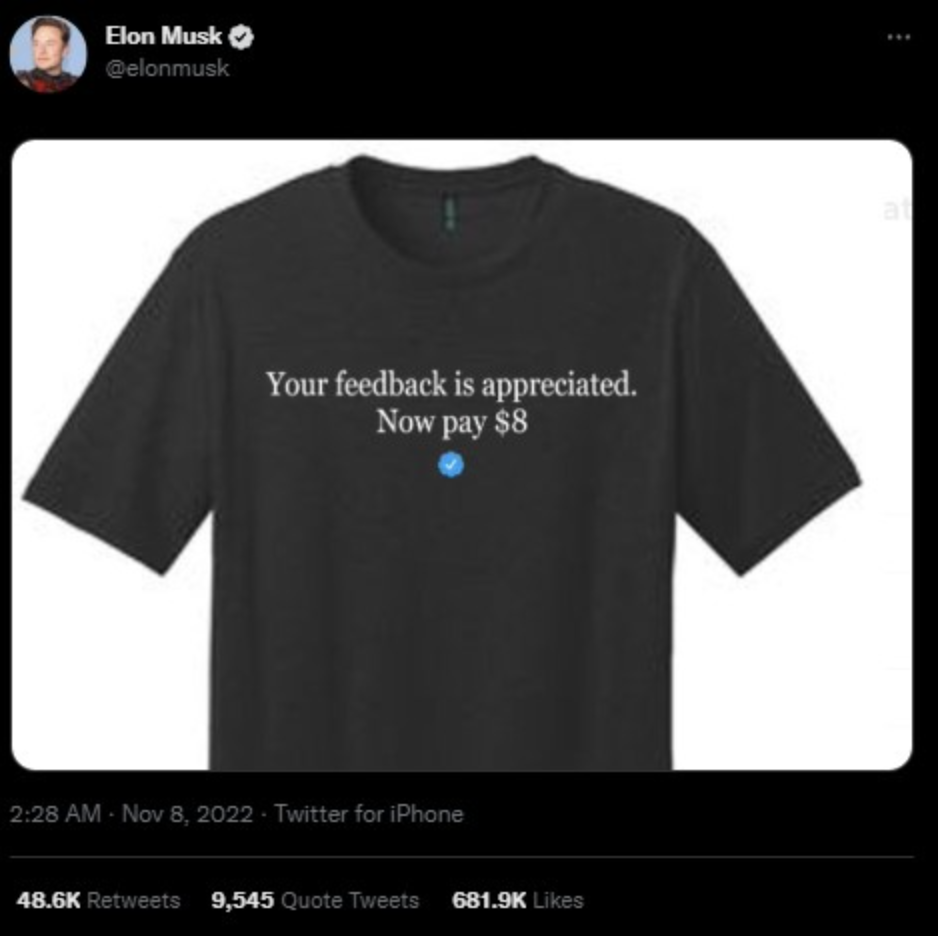 Elon Musk
@elonmusk
at
Your feedback is appreciated.
Now pay $8
2:28 AM · Nov 8, 2022 · Twitter for iPhone
48.6K Retweets 9,545 Quote Tweets 681.9K Likes